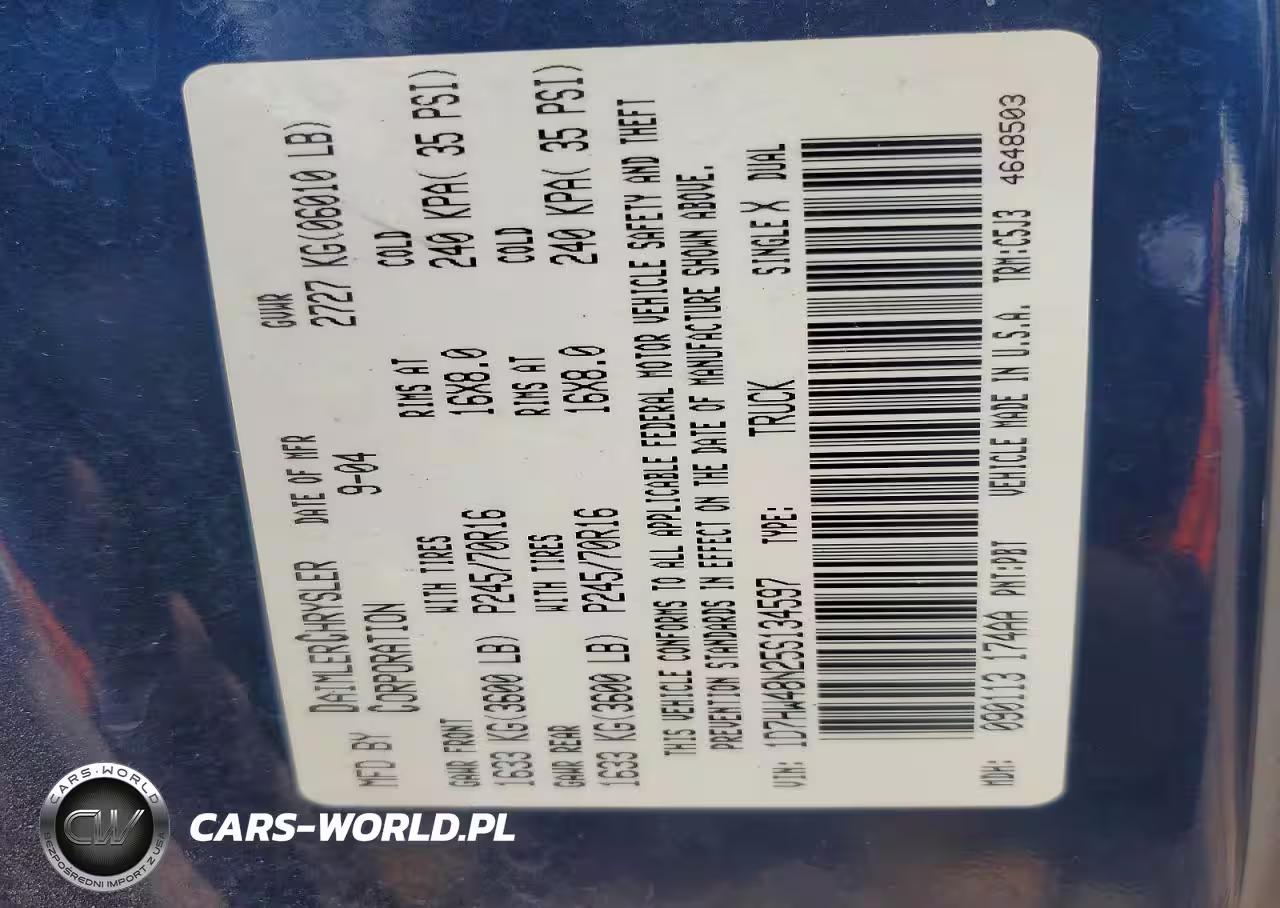 MFD BY DAIMLERCHRYSLER CORPORATION DATE OF MFR 9-04 GVWR 2727 KG(06010 LB)
GAWR FRONT WITH TIRES RIMS AT COLD
1633 KG(3600 LB) P245/70R16 16X8.0 240 KPA( 35 PSI)
GAWR REAR WITH TIRES RIMS AT COLD
1633 KG(3600 LB) P245/70R16 16X8.0 240 KPA( 35 PSI)
THIS VEHICLE CONFORMS TO ALL APPLICABLE FEDERAL MOTOR VEHICLE SAFETY AND THEFT
PREVENTION STANDARDS IN EFFECT ON THE DATE OF MANUFACTURE SHOWN ABOVE.
VIN: 1D7HW48N25S134597 TYPE: TRUCK SINGLE X DUAL
MDH: 090113 174AA PNT:PBT VEHICLE MADE IN U.S.A. TRM:C5J3 4648503
CARS-WORLD
CW
BEZPOŚREDNI IMPORT Z USA
CARS-WORLD.PL